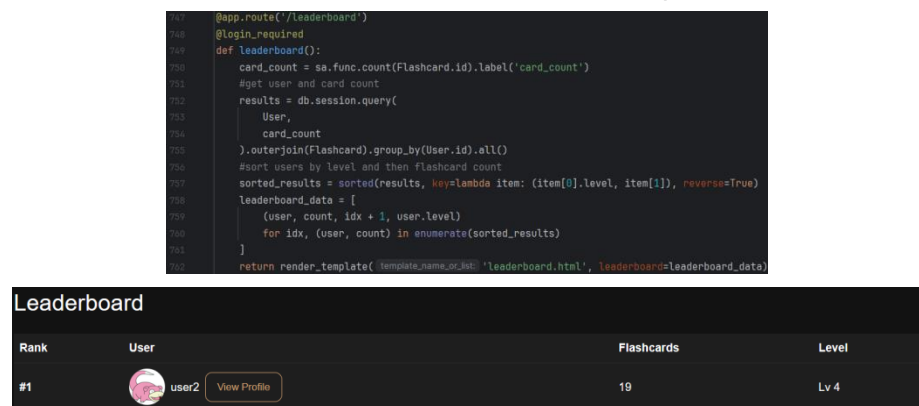 747 @app.route('/leaderboard')
748 @login_required
749 def leaderboard():
750 card_count = sa.func.count(Flashcard.id).label('card_count')
751 #get user and card count
752 results = db.session.query(
753 User,
754 card_count
755 ).outerjoin(Flashcard).group_by(User.id).all()
756 #sort users by level and then flashcard count
757 sorted_results = sorted(results, key=lambda item: (item[0].level, item[1]), reverse=True)
758 leaderboard_data = [
759 (user, count, idx + 1, user.level)
760 for idx, (user, count) in enumerate(sorted_results)
761 ]
762 return render_template( template_name_or_list: 'leaderboard.html', leaderboard=leaderboard_data)
Leaderboard
Rank User Flashcards Level
#1 user2 View Profile 19 Lv 4